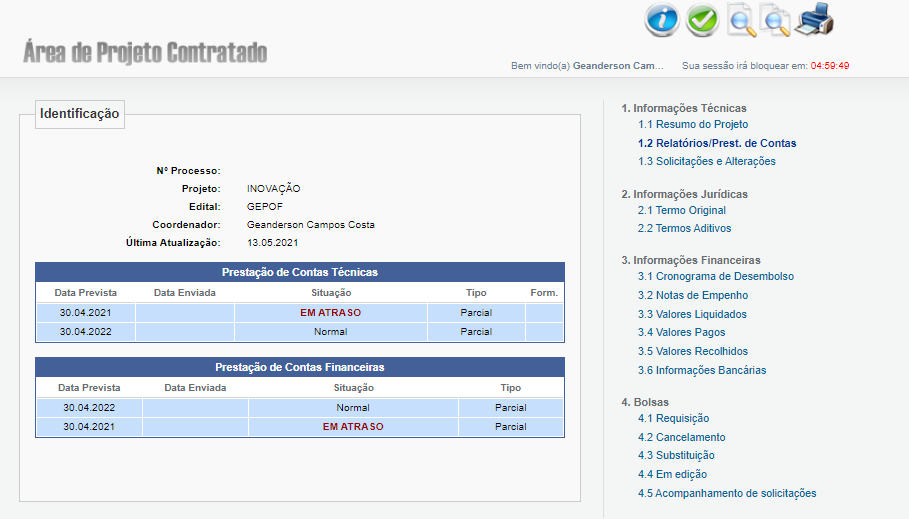 Área de Projeto Contratado
Bem vindo(a) Geanderson Cam... Sua sessão irá bloquear em: 04:59:49
Identificação
Nº Processo:
Projeto: INOVAÇÃO
Edital: GEPOF
Coordenador: Geanderson Campos Costa
Última Atualização: 13.05.2021
Prestação de Contas Técnicas
Data Prevista Data Enviada Situação Tipo Form.
30.04.2021 EM ATRASO Parcial
30.04.2022 Normal Parcial
Prestação de Contas Financeiras
Data Prevista Data Enviada Situação Tipo
30.04.2022 Normal Parcial
30.04.2021 EM ATRASO Parcial
1. Informações Técnicas
1.1 Resumo do Projeto
1.2 Relatórios/Prest. de Contas
1.3 Solicitações e Alterações
2. Informações Jurídicas
2.1 Termo Original
2.2 Termos Aditivos
3. Informações Financeiras
3.1 Cronograma de Desembolso
3.2 Notas de Empenho
3.3 Valores Liquidados
3.4 Valores Pagos
3.5 Valores Recolhidos
3.6 Informações Bancárias
4. Bolsas
4.1 Requisição
4.2 Cancelamento
4.3 Substituição
4.4 Em edição
4.5 Acompanhamento de solicitações